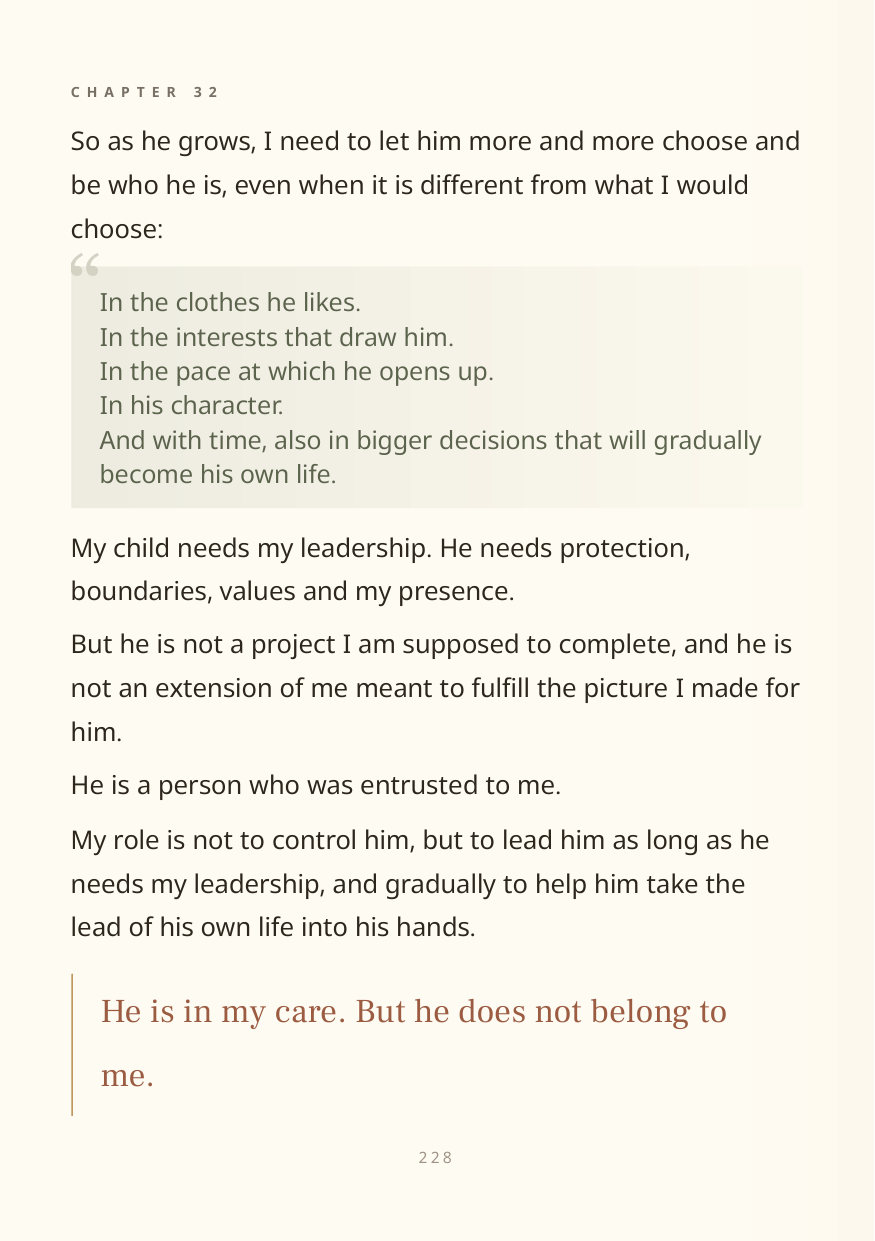 CHAPTER 32
So as he grows, I need to let him more and more choose and
be who he is, even when it is different from what I would
choose:
“
In the clothes he likes.
In the interests that draw him.
In the pace at which he opens up.
In his character.
And with time, also in bigger decisions that will gradually
become his own life.
My child needs my leadership. He needs protection,
boundaries, values and my presence.
But he is not a project I am supposed to complete, and he is
not an extension of me meant to fulfill the picture I made for
him.
He is a person who was entrusted to me.
My role is not to control him, but to lead him as long as he
needs my leadership, and gradually to help him take the
lead of his own life into his hands.
He is in my care. But he does not belong to
me.
228